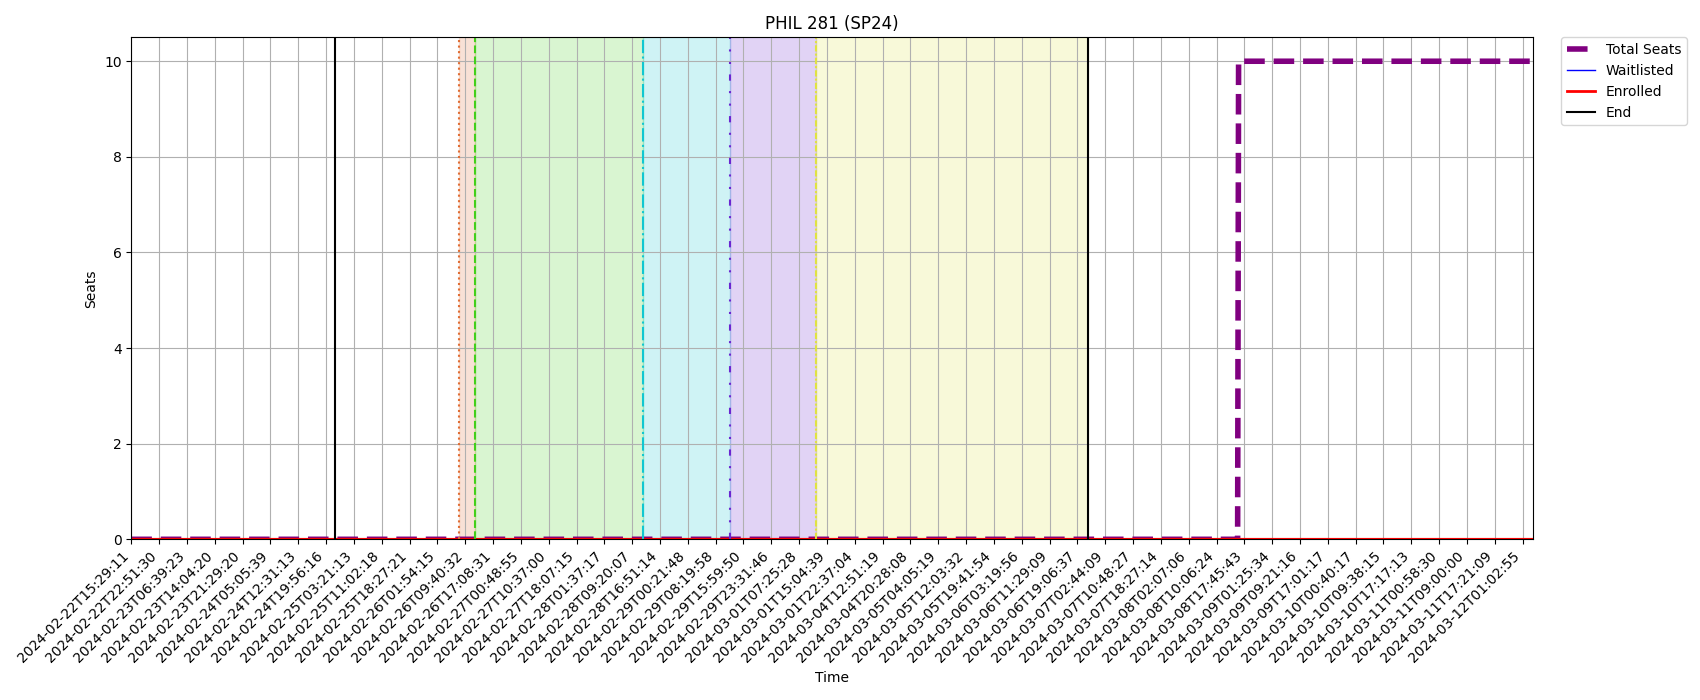 PHIL 281 (SP24)
Total Seats
Waitlisted
Enrolled
End
Seats
10
8
6
4
2
0
2024-02-22T15:29:11
2024-02-22T22:51:30
2024-02-23T06:39:23
2024-02-23T14:04:20
2024-02-23T21:29:20
2024-02-24T05:05:39
2024-02-24T12:31:13
2024-02-24T19:56:16
2024-02-25T03:21:13
2024-02-25T11:02:18
2024-02-25T18:27:21
2024-02-26T01:54:15
2024-02-26T09:40:32
2024-02-26T17:08:31
2024-02-27T00:48:55
2024-02-27T10:37:00
2024-02-27T18:07:15
2024-02-28T01:37:17
2024-02-28T09:20:07
2024-02-28T16:51:14
2024-02-29T00:21:48
2024-02-29T08:19:58
2024-02-29T15:59:50
2024-02-29T23:31:46
2024-03-01T07:25:28
2024-03-01T15:04:39
2024-03-01T22:37:04
2024-03-04T12:51:19
2024-03-04T20:28:08
2024-03-05T04:05:19
2024-03-05T12:03:32
2024-03-05T19:41:54
2024-03-06T03:19:56
2024-03-06T11:29:09
2024-03-06T19:06:37
2024-03-07T02:44:09
2024-03-07T10:48:27
2024-03-07T18:27:14
2024-03-08T02:07:06
2024-03-08T10:06:24
2024-03-08T17:45:43
2024-03-09T01:25:34
2024-03-09T09:21:16
2024-03-09T17:01:17
2024-03-10T00:40:17
2024-03-10T09:38:15
2024-03-10T17:17:13
2024-03-11T00:58:30
2024-03-11T09:00:00
2024-03-11T17:21:09
2024-03-12T01:02:55
Time